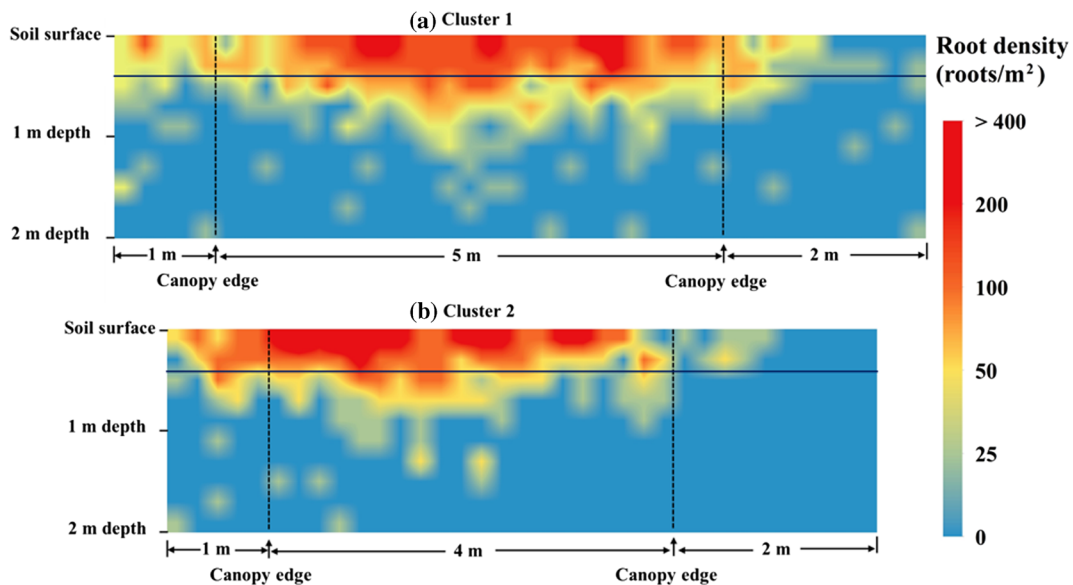 (a) Cluster 1
Soil surface
1 m depth
2 m depth
1 m
5 m
2 m
Canopy edge
Canopy edge
(b) Cluster 2
Soil surface
1 m depth
2 m depth
1 m
4 m
2 m
Canopy edge
Canopy edge
Root density
(roots/m²)
> 400
200
100
50
25
0